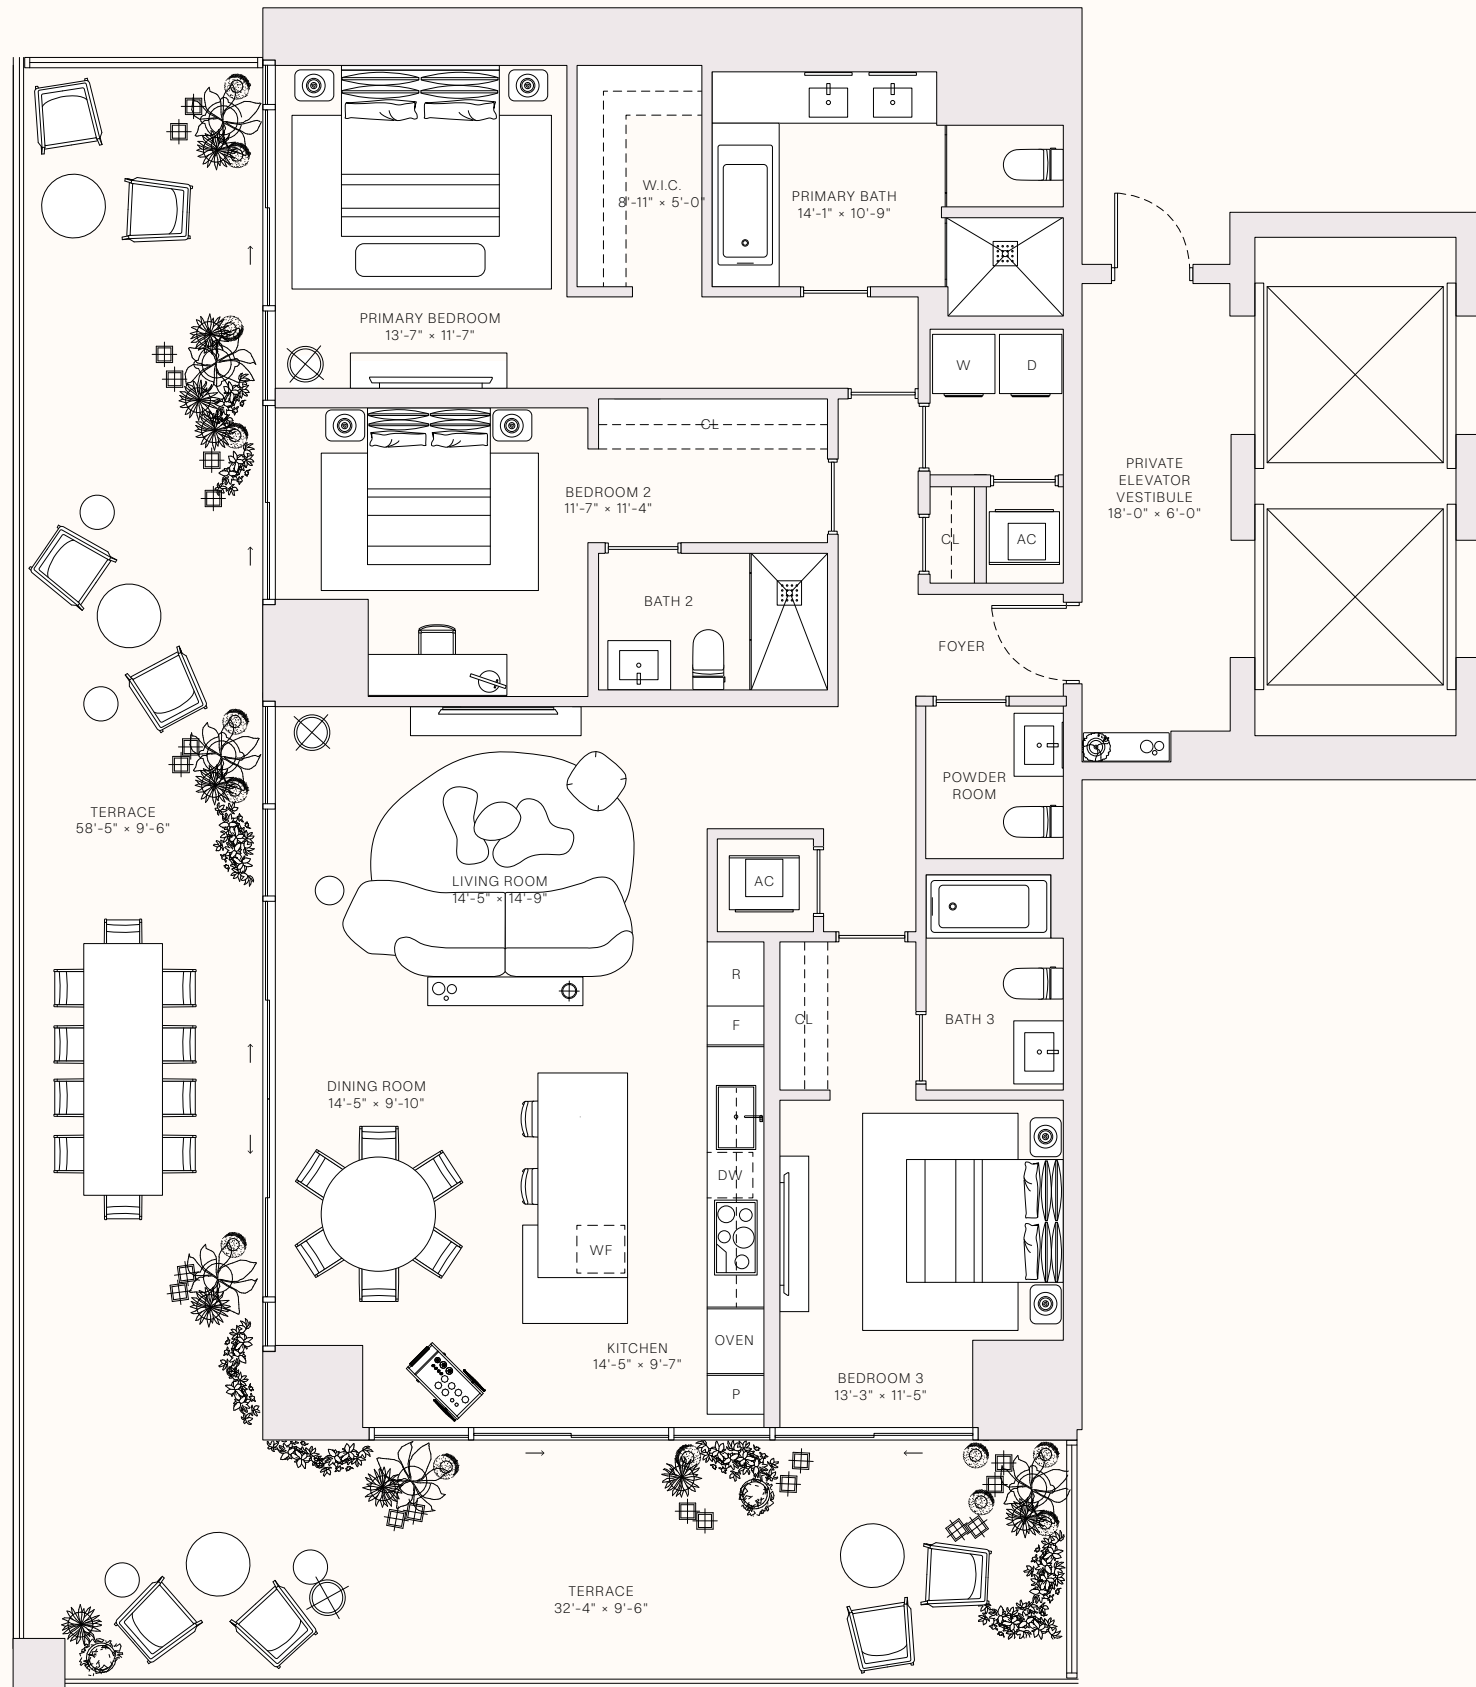 W.I.C.
8'-11" × 5'-0"
PRIMARY BATH
14'-1" × 10'-9"
PRIMARY BEDROOM
13'-7" × 11'-7"
W
D
CL
BEDROOM 2
11'-7" × 11'-4"
PRIVATE
ELEVATOR
VESTIBULE
18'-0" × 6'-0"
CL
AC
BATH 2
FOYER
POWDER
ROOM
TERRACE
58'-5" × 9'-6"
LIVING ROOM
14'-5" × 14'-9"
AC
R
F
CL
BATH 3
DINING ROOM
14'-5" × 9'-10"
DW
WF
OVEN
KITCHEN
14'-5" × 9'-7"
P
BEDROOM 3
13'-3" × 11'-5"
TERRACE
32'-4" × 9'-6"